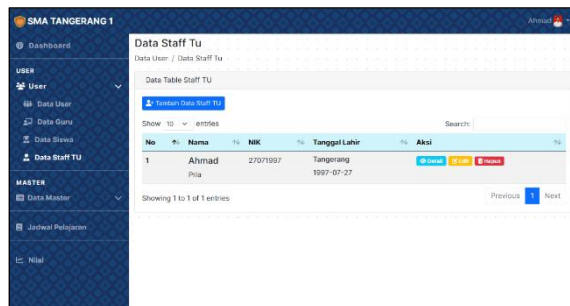 SMA TANGERANG 1
Ahmad
Dashboard
USER
User
Data User
Data Guru
Data Siswa
Data Staff TU
MASTER
Data Master
Jadwal Pelajaran
Nilai
Data Staff Tu
Data User / Data Staff Tu
Data Table Staff TU
Tambah Data Staff TU
Show 10 entries
Search:
No Nama NIK Tanggal Lahir Aksi
1 Ahmad 27071997 Tangerang Detail Edit Hapus
Pria 1997-07-27
Showing 1 to 1 of 1 entries
Previous 1 Next